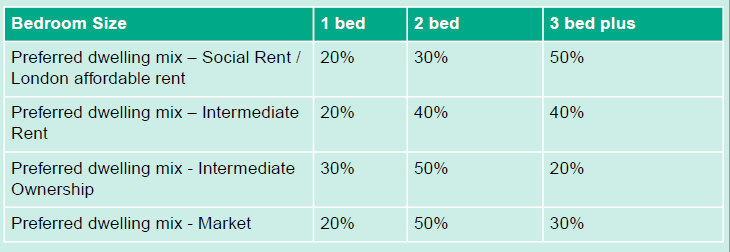 Bedroom Size 1 bed 2 bed 3 bed plus
Preferred dwelling mix – Social Rent / 20% 30% 50%
London affordable rent
Preferred dwelling mix – Intermediate 20% 40% 40%
Rent
Preferred dwelling mix - Intermediate 30% 50% 20%
Ownership
Preferred dwelling mix - Market 20% 50% 30%